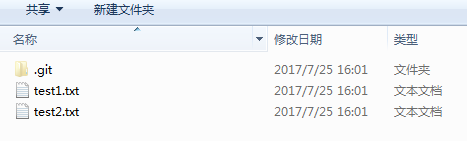 共享 新建文件夹
名称 修改日期 类型
.git 2017/7/25 16:01 文件夹
test1.txt 2017/7/25 16:01 文本文档
test2.txt 2017/7/25 16:01 文本文档